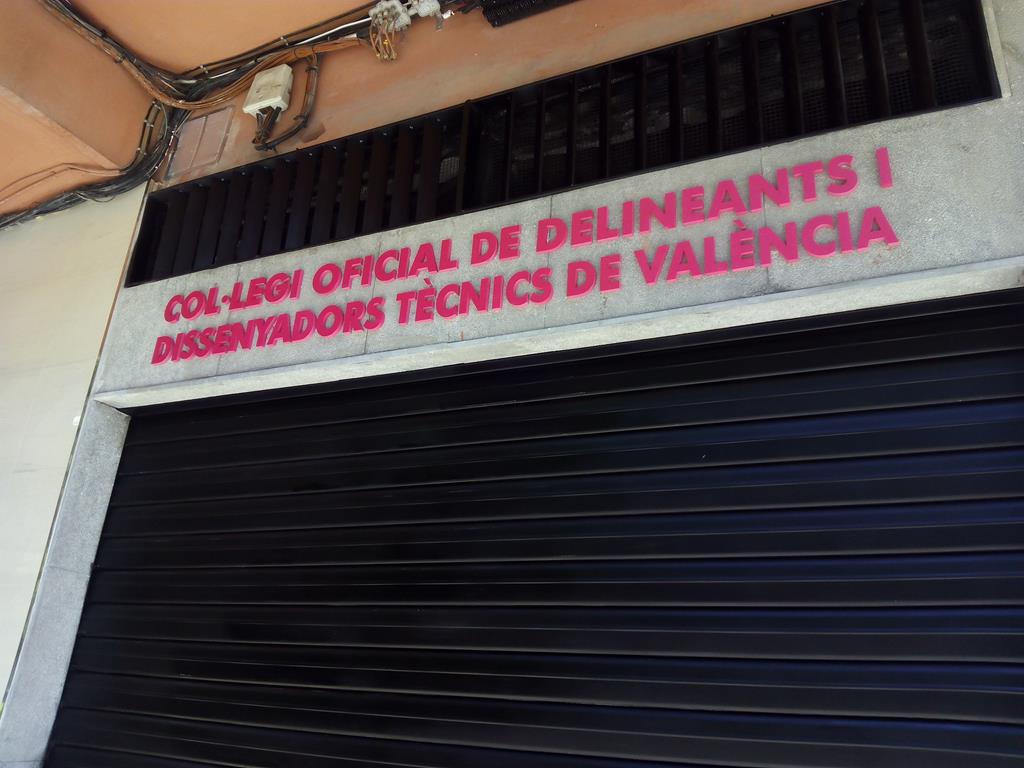 COL·LEGI OFICIAL DE DELINEANTS I
DISSENYADORS TÈCNICS DE VALÈNCIA